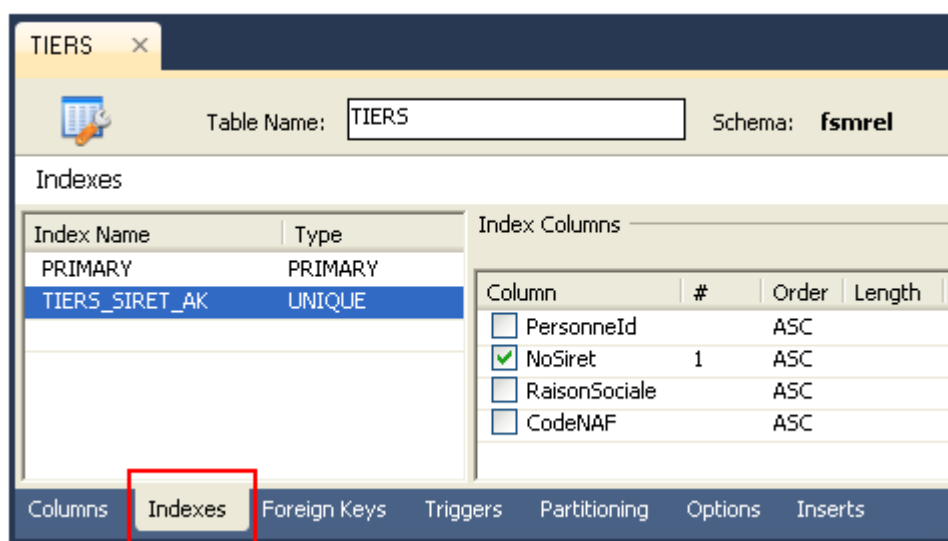 TIERS
Table Name: TIERS Schema: fsmrel
Indexes
Index Name Type
PRIMARY PRIMARY
TIERS_SIRET_AK UNIQUE
Index Columns
Column # Order Length
PersonneId ASC
NoSiret 1 ASC
RaisonSociale ASC
CodeNAF ASC
Columns Indexes Foreign Keys Triggers Partitioning Options Inserts